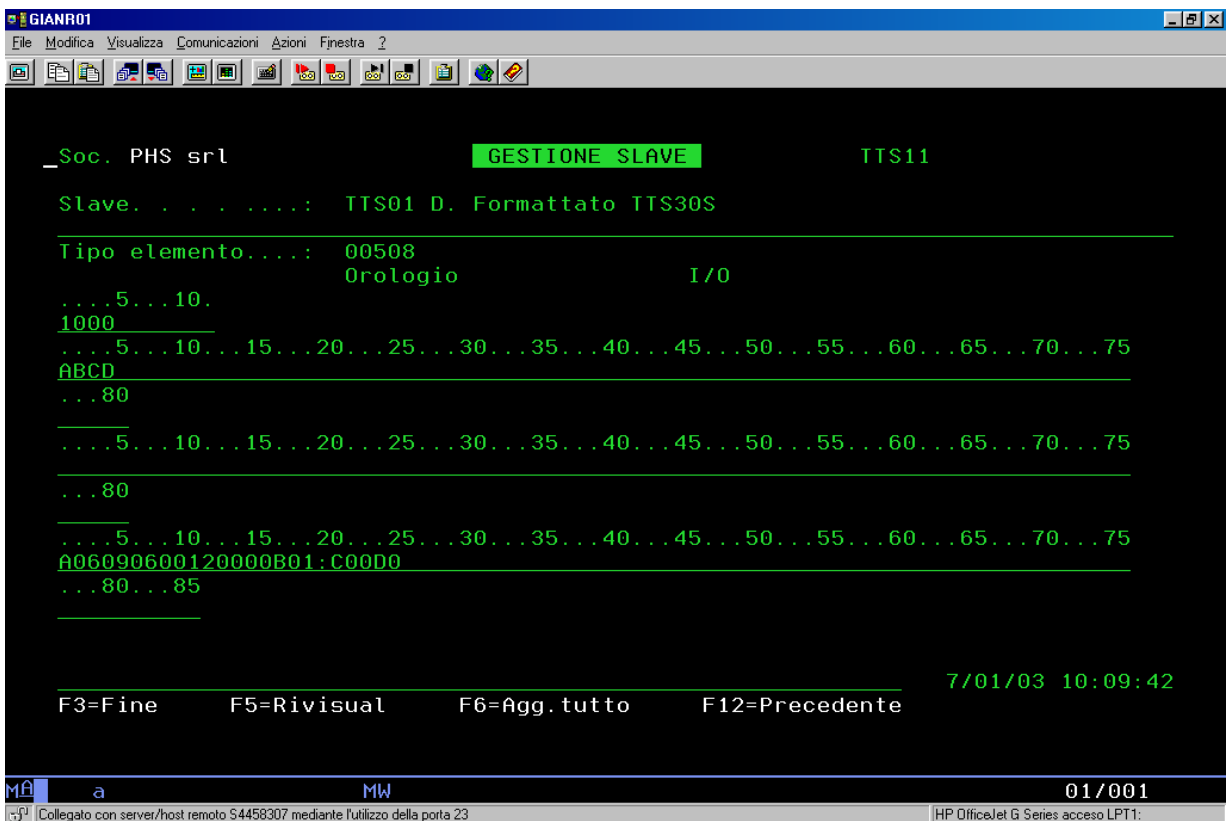 GIANR01
File Modifica Visualizza Comunicazioni Azioni Finestra ?
_Soc. PHS srl GESTIONE SLAVE TTS11
Slave. . . . ....: TTS01 D. Formattato TTS30S
Tipo elemento....: 00508
Orologio I/O
....5...10.
1000
....5...10...15...20...25...30...35...40...45...50...55...60...65...70...75
ABCD
...80
....5...10...15...20...25...30...35...40...45...50...55...60...65...70...75
...80
....5...10...15...20...25...30...35...40...45...50...55...60...65...70...75
A06090600120000B01:C00D0
...80...85
7/01/03 10:09:42
F3=Fine F5=Rivisual F6=Agg.tutto F12=Precedente
MA a MW 01/001
Collegato con server/host remoto S4458307 mediante l'utilizzo della porta 23 HP OfficeJet G Series acceso LPT1: